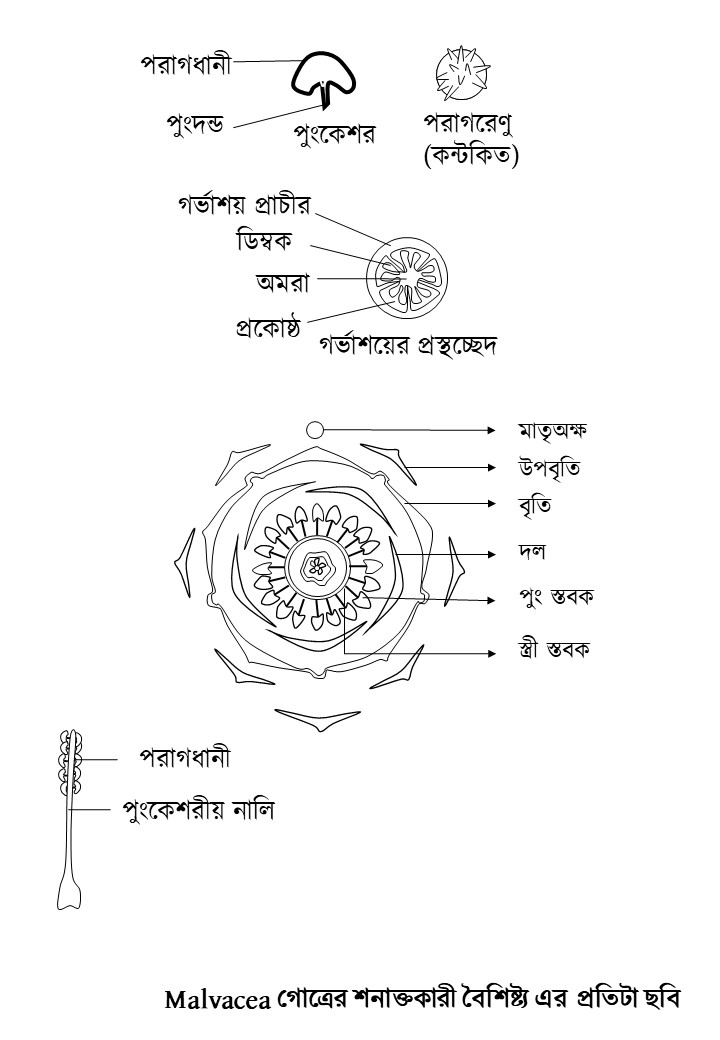 পরাগধানী
পুংদন্ড
পুংকেশর
পরাগরেণু
(কন্টকিত)
গর্ভাশয় প্রাচীর
ডিম্বক
অমরা
প্রকোষ্ঠ
গর্ভাশয়ের প্রস্থচ্ছেদ
মাতৃঅক্ষ
উপবৃতি
বৃতি
দল
পুং স্তবক
স্ত্রী স্তবক
পরাগধানী
পুংকেশরীয় নালি
Malvacea গোত্রের শনাক্তকারী বৈশিষ্ট্য এর প্রতিটা ছবি